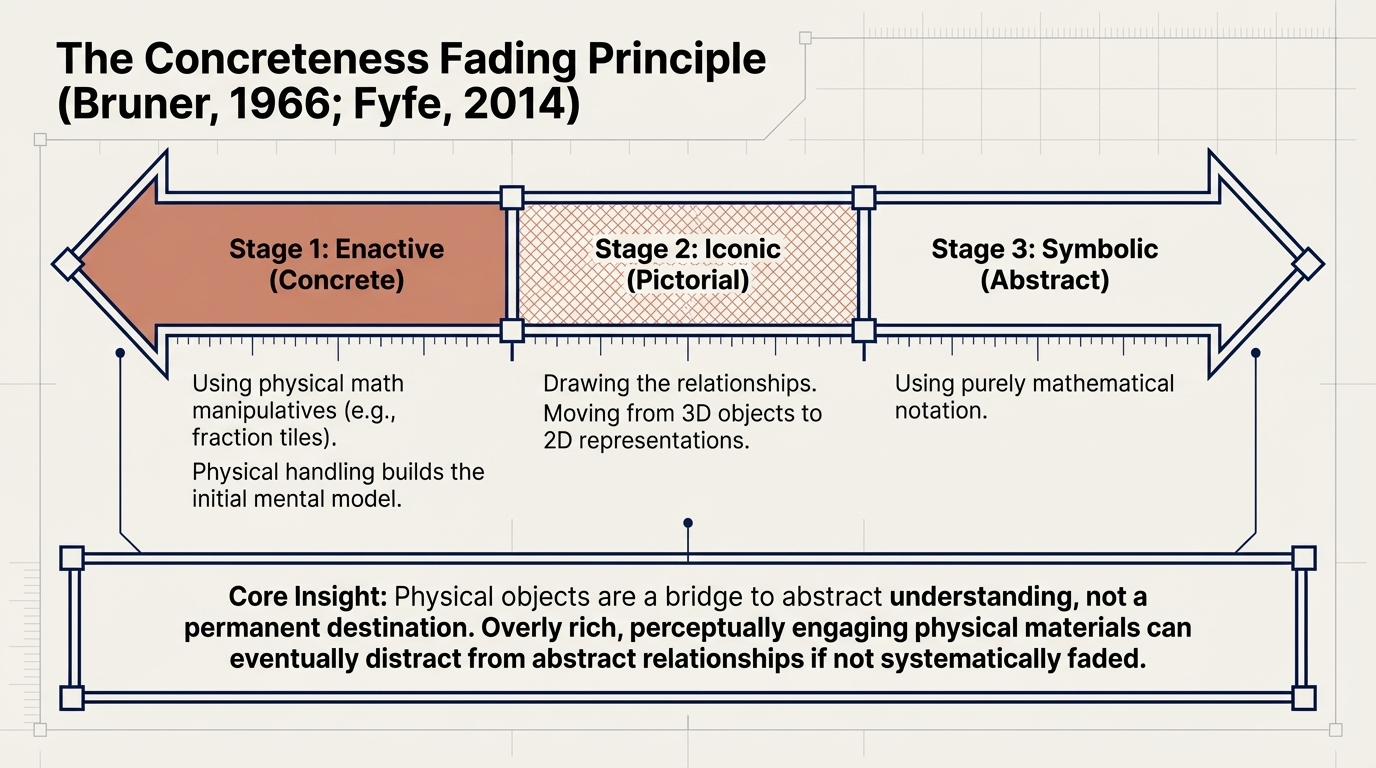 The Concreteness Fading Principle
(Bruner, 1966; Fyfe, 2014)
Stage 1: Enactive
(Concrete)
Stage 2: Iconic
(Pictorial)
Stage 3: Symbolic
(Abstract)
Using physical math
manipulatives (e.g.,
fraction tiles).
Physical handling builds the
initial mental model.
Drawing the relationships.
Moving from 3D objects to
2D representations.
Using purely mathematical
notation.
Core Insight: Physical objects are a bridge to abstract understanding, not a
permanent destination. Overly rich, perceptually engaging physical materials can
eventually distract from abstract relationships if not systematically faded.